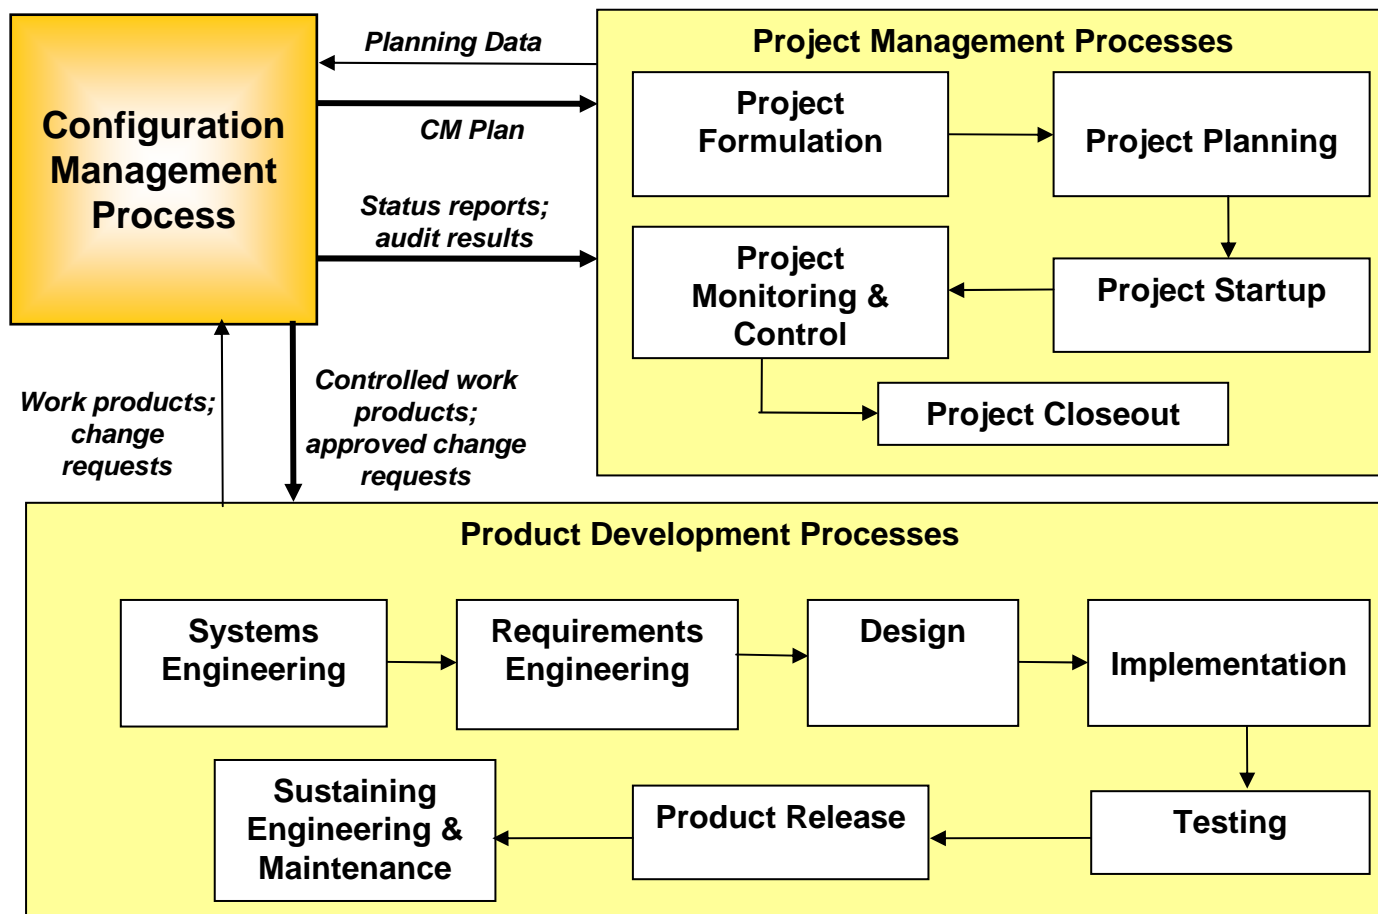 Configuration
Management
Process
Planning Data
CM Plan
Status reports;
audit results
Project Management Processes
Project
Formulation
Project Planning
Project
Monitoring &
Control
Project Startup
Project Closeout
Work products;
change
requests
Controlled work
products;
approved change
requests
Product Development Processes
Systems
Engineering
Requirements
Engineering
Design
Implementation
Sustaining
Engineering &
Maintenance
Product Release
Testing